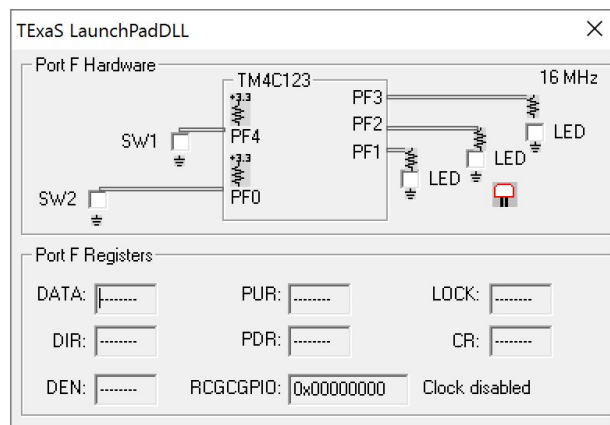 TExaS LaunchPadDLL
Port F Hardware
TM4C123
16 MHz
+3.3
PF3
SW1
PF4
PF2
LED
+3.3
PF1
LED
SW2
PF0
LED
Port F Registers
DATA: --------
PUR: --------
LOCK: --------
DIR: --------
PDR: --------
CR: --------
DEN: --------
RCGCGPIO: 0x00000000
Clock disabled